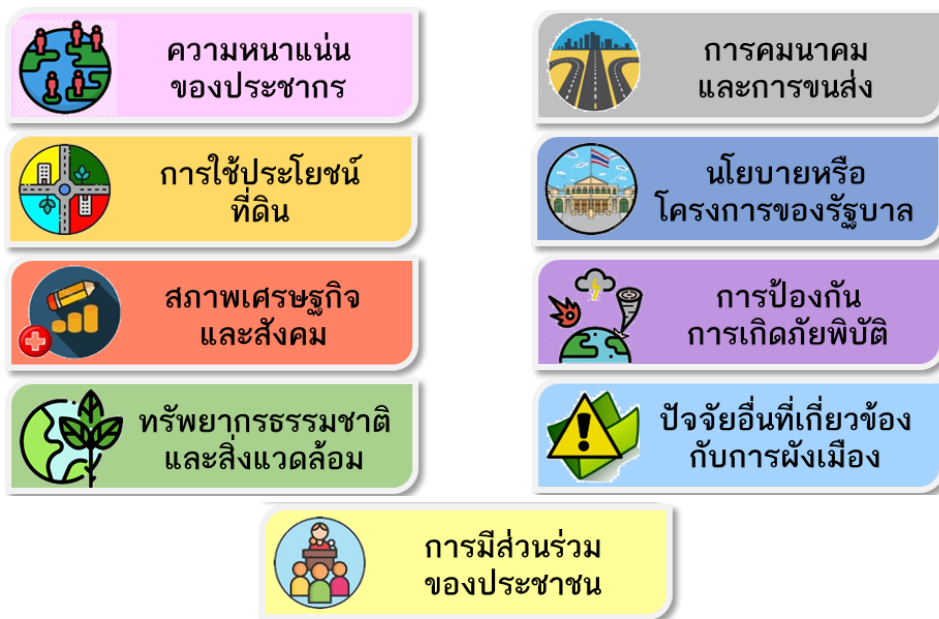 ความหนาแน่น
ของประชากร
การคมนาคม
และการขนส่ง
การใช้ประโยชน์
ที่ดิน
นโยบายหรือ
โครงการของรัฐบาล
สภาพเศรษฐกิจ
และสังคม
การป้องกัน
การเกิดภัยพิบัติ
ทรัพยากรธรรมชาติ
และสิ่งแวดล้อม
ปัจจัยอื่นที่เกี่ยวข้อง
กับการผังเมือง
การมีส่วนร่วม
ของประชาชน